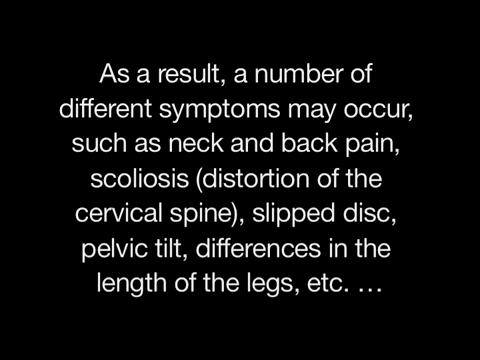 As a result, a number of
different symptoms may occur,
such as neck and back pain,
scoliosis (distortion of the
cervical spine), slipped disc,
pelvic tilt, differences in the
length of the legs, etc. …